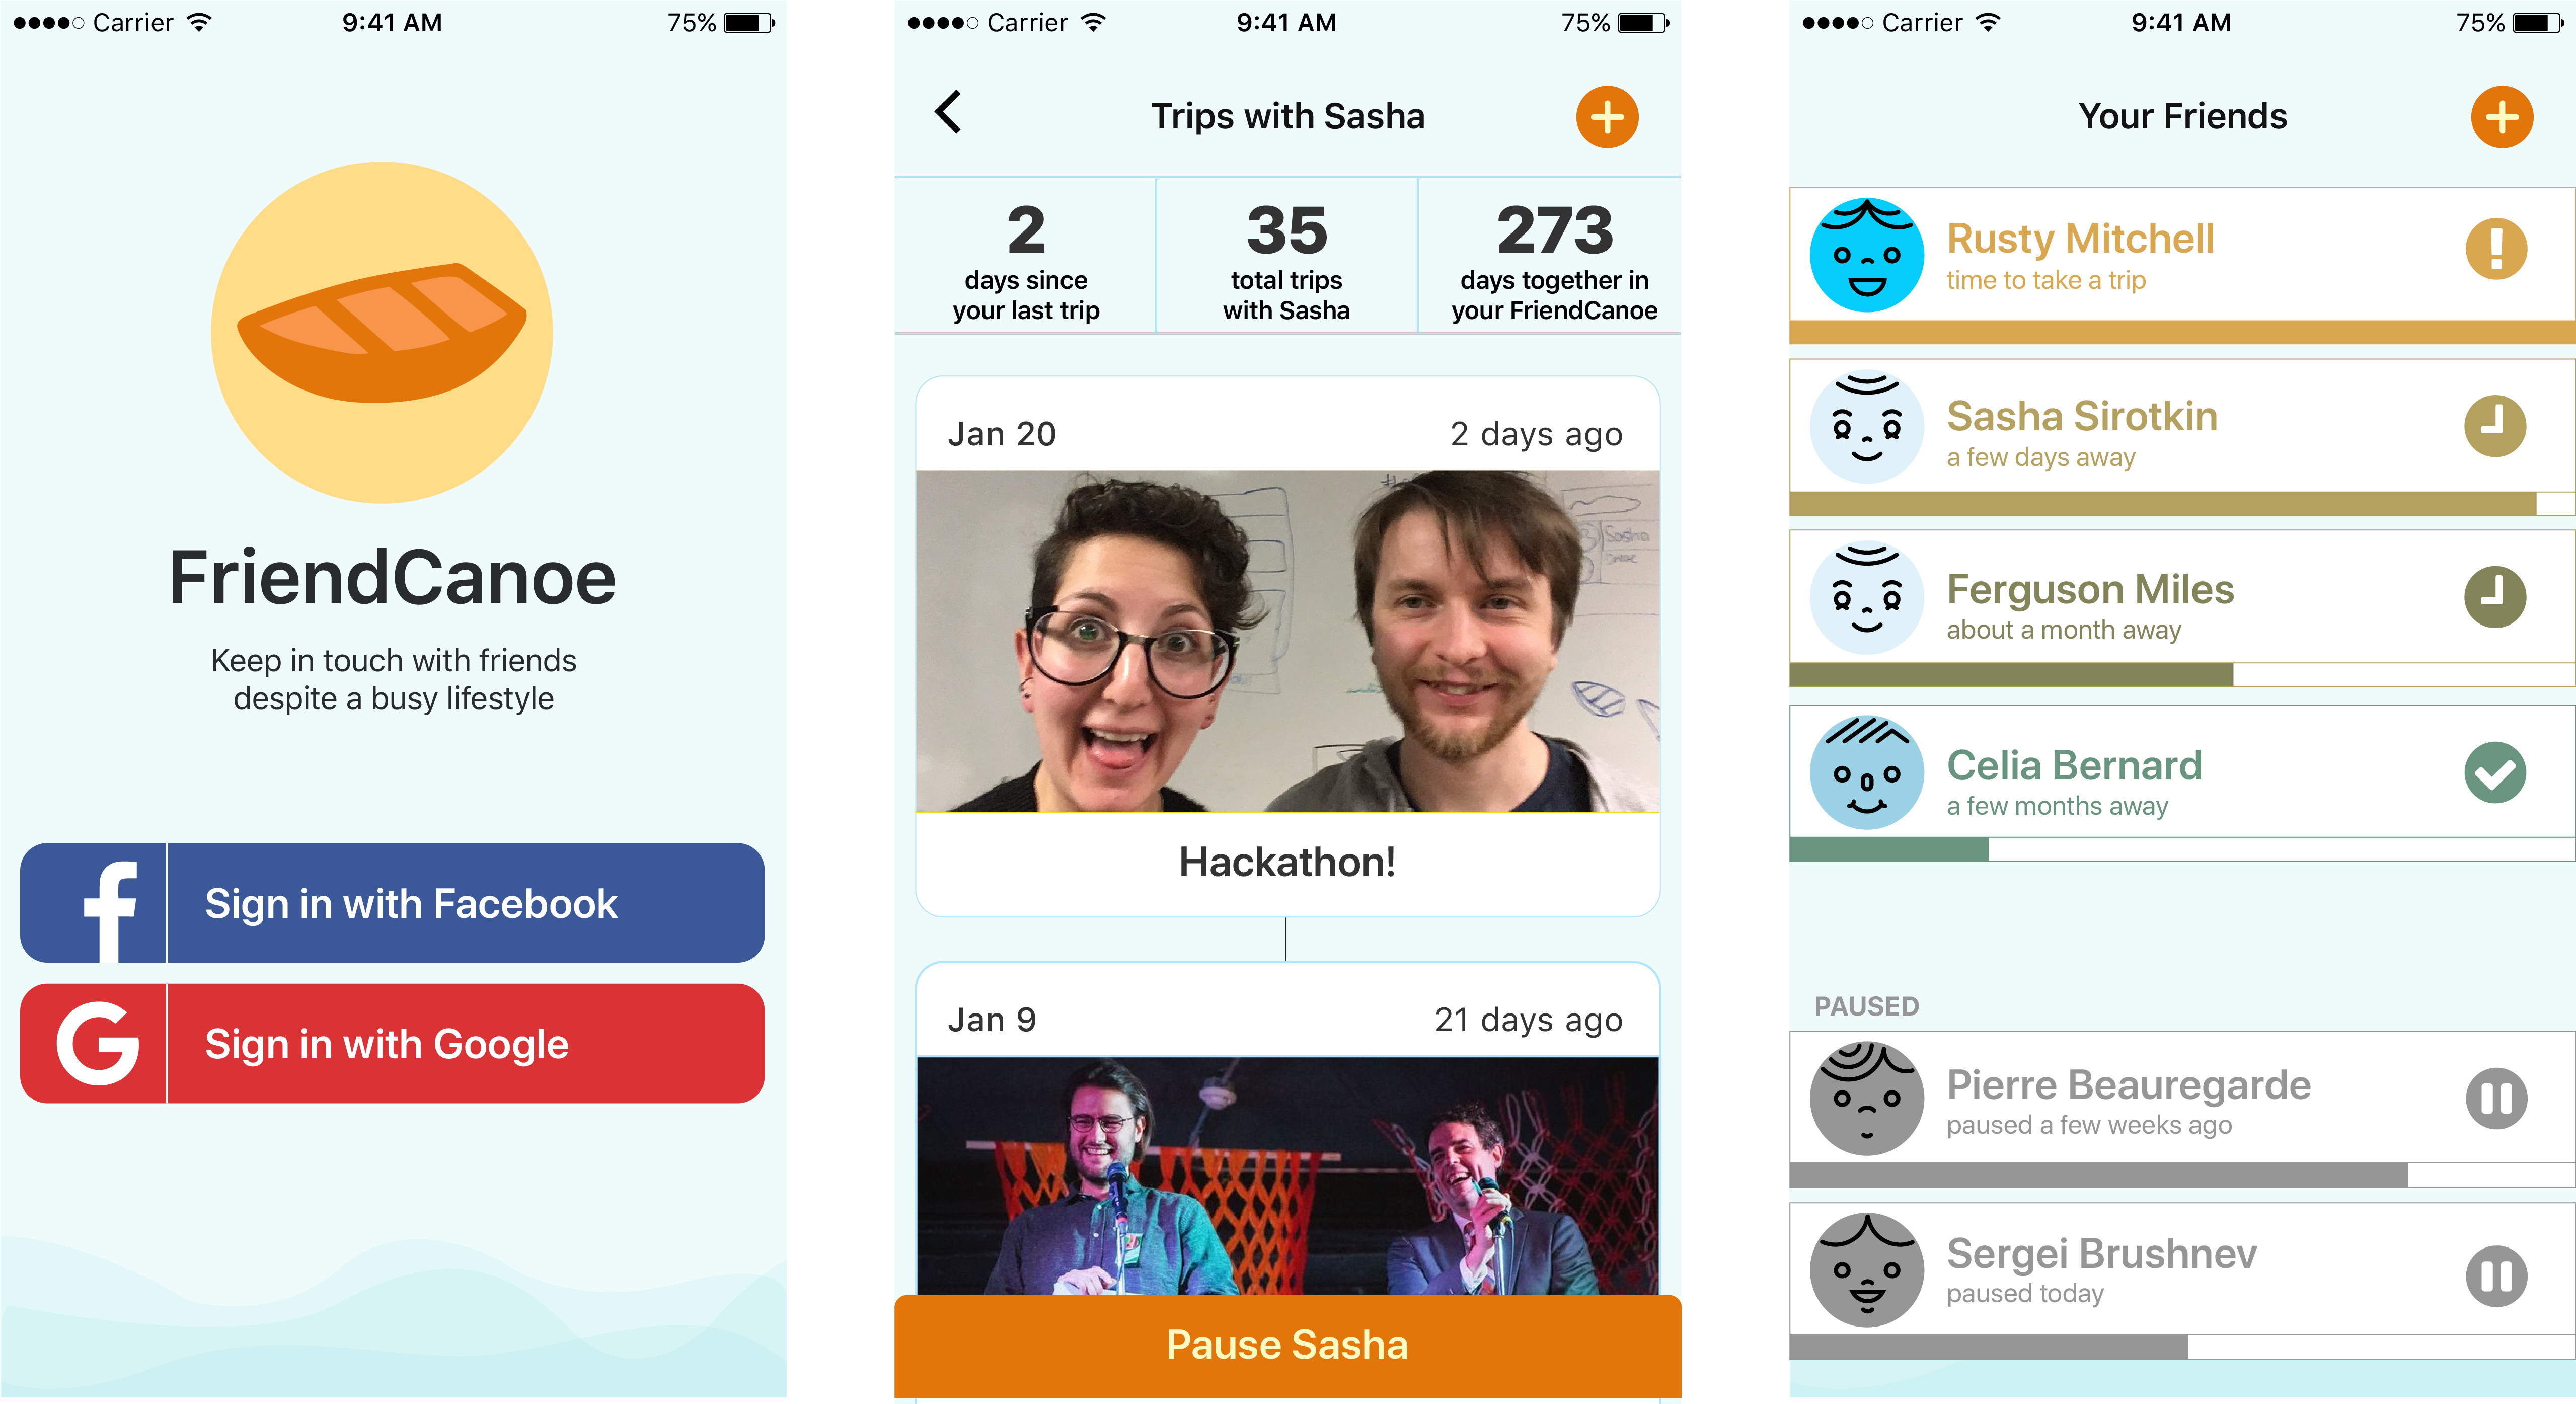 Carrier 9:41 AM 75%
FriendCanoe
Keep in touch with friends
despite a busy lifestyle
Sign in with Facebook
Sign in with Google
Carrier 9:41 AM 75%
Trips with Sasha
2
days since
your last trip
35
total trips
with Sasha
273
days together in
your FriendCanoe
Jan 20 2 days ago
Sasha
Hackathon!
Jan 9 21 days ago
Pause Sasha
Carrier 9:41 AM 75%
Your Friends
Rusty Mitchell
time to take a trip
Sasha Sirotkin
a few days away
Ferguson Miles
about a month away
Celia Bernard
a few months away
PAUSED
Pierre Beauregarde
paused a few weeks ago
Sergei Brushnev
paused today